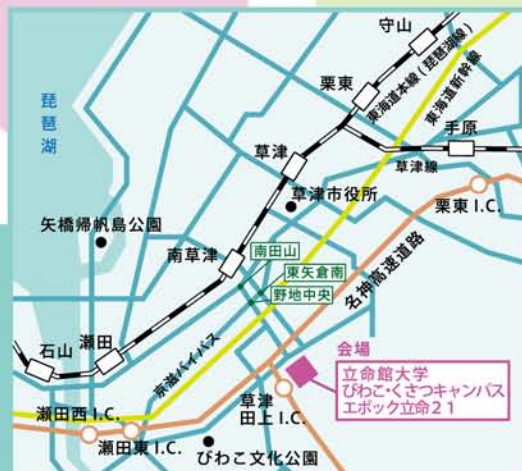 守山
栗東
東海道本線(琵琶湖線)
東海道新幹線
琵琶湖
手原
草津
草津線
草津市役所
栗東 I.C.
矢橋帰帆島公園
南草津
南田山
東矢倉南
野地中央
名神高速道路
石山
瀬田
京滋バイパス
会場
立命館大学
びわこ・くさつキャンパス
エポック立命21
瀬田西 I.C.
草津
田上 I.C.
瀬田東 I.C.
びわこ文化公園